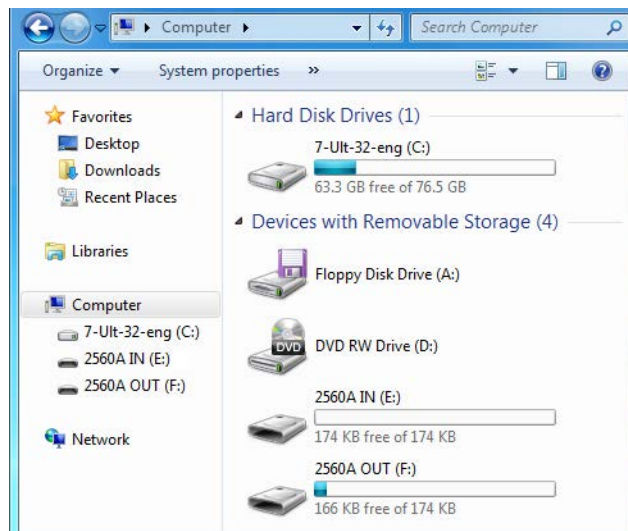 Computer
Search Computer
Organize
System properties
»
Favorites
Desktop
Downloads
Recent Places
Libraries
Computer
7-Ult-32-eng (C:)
2560A IN (E:)
2560A OUT (F:)
Network
Hard Disk Drives (1)
7-Ult-32-eng (C:)
63.3 GB free of 76.5 GB
Devices with Removable Storage (4)
Floppy Disk Drive (A:)
DVD
DVD RW Drive (D:)
2560A IN (E:)
174 KB free of 174 KB
2560A OUT (F:)
166 KB free of 174 KB